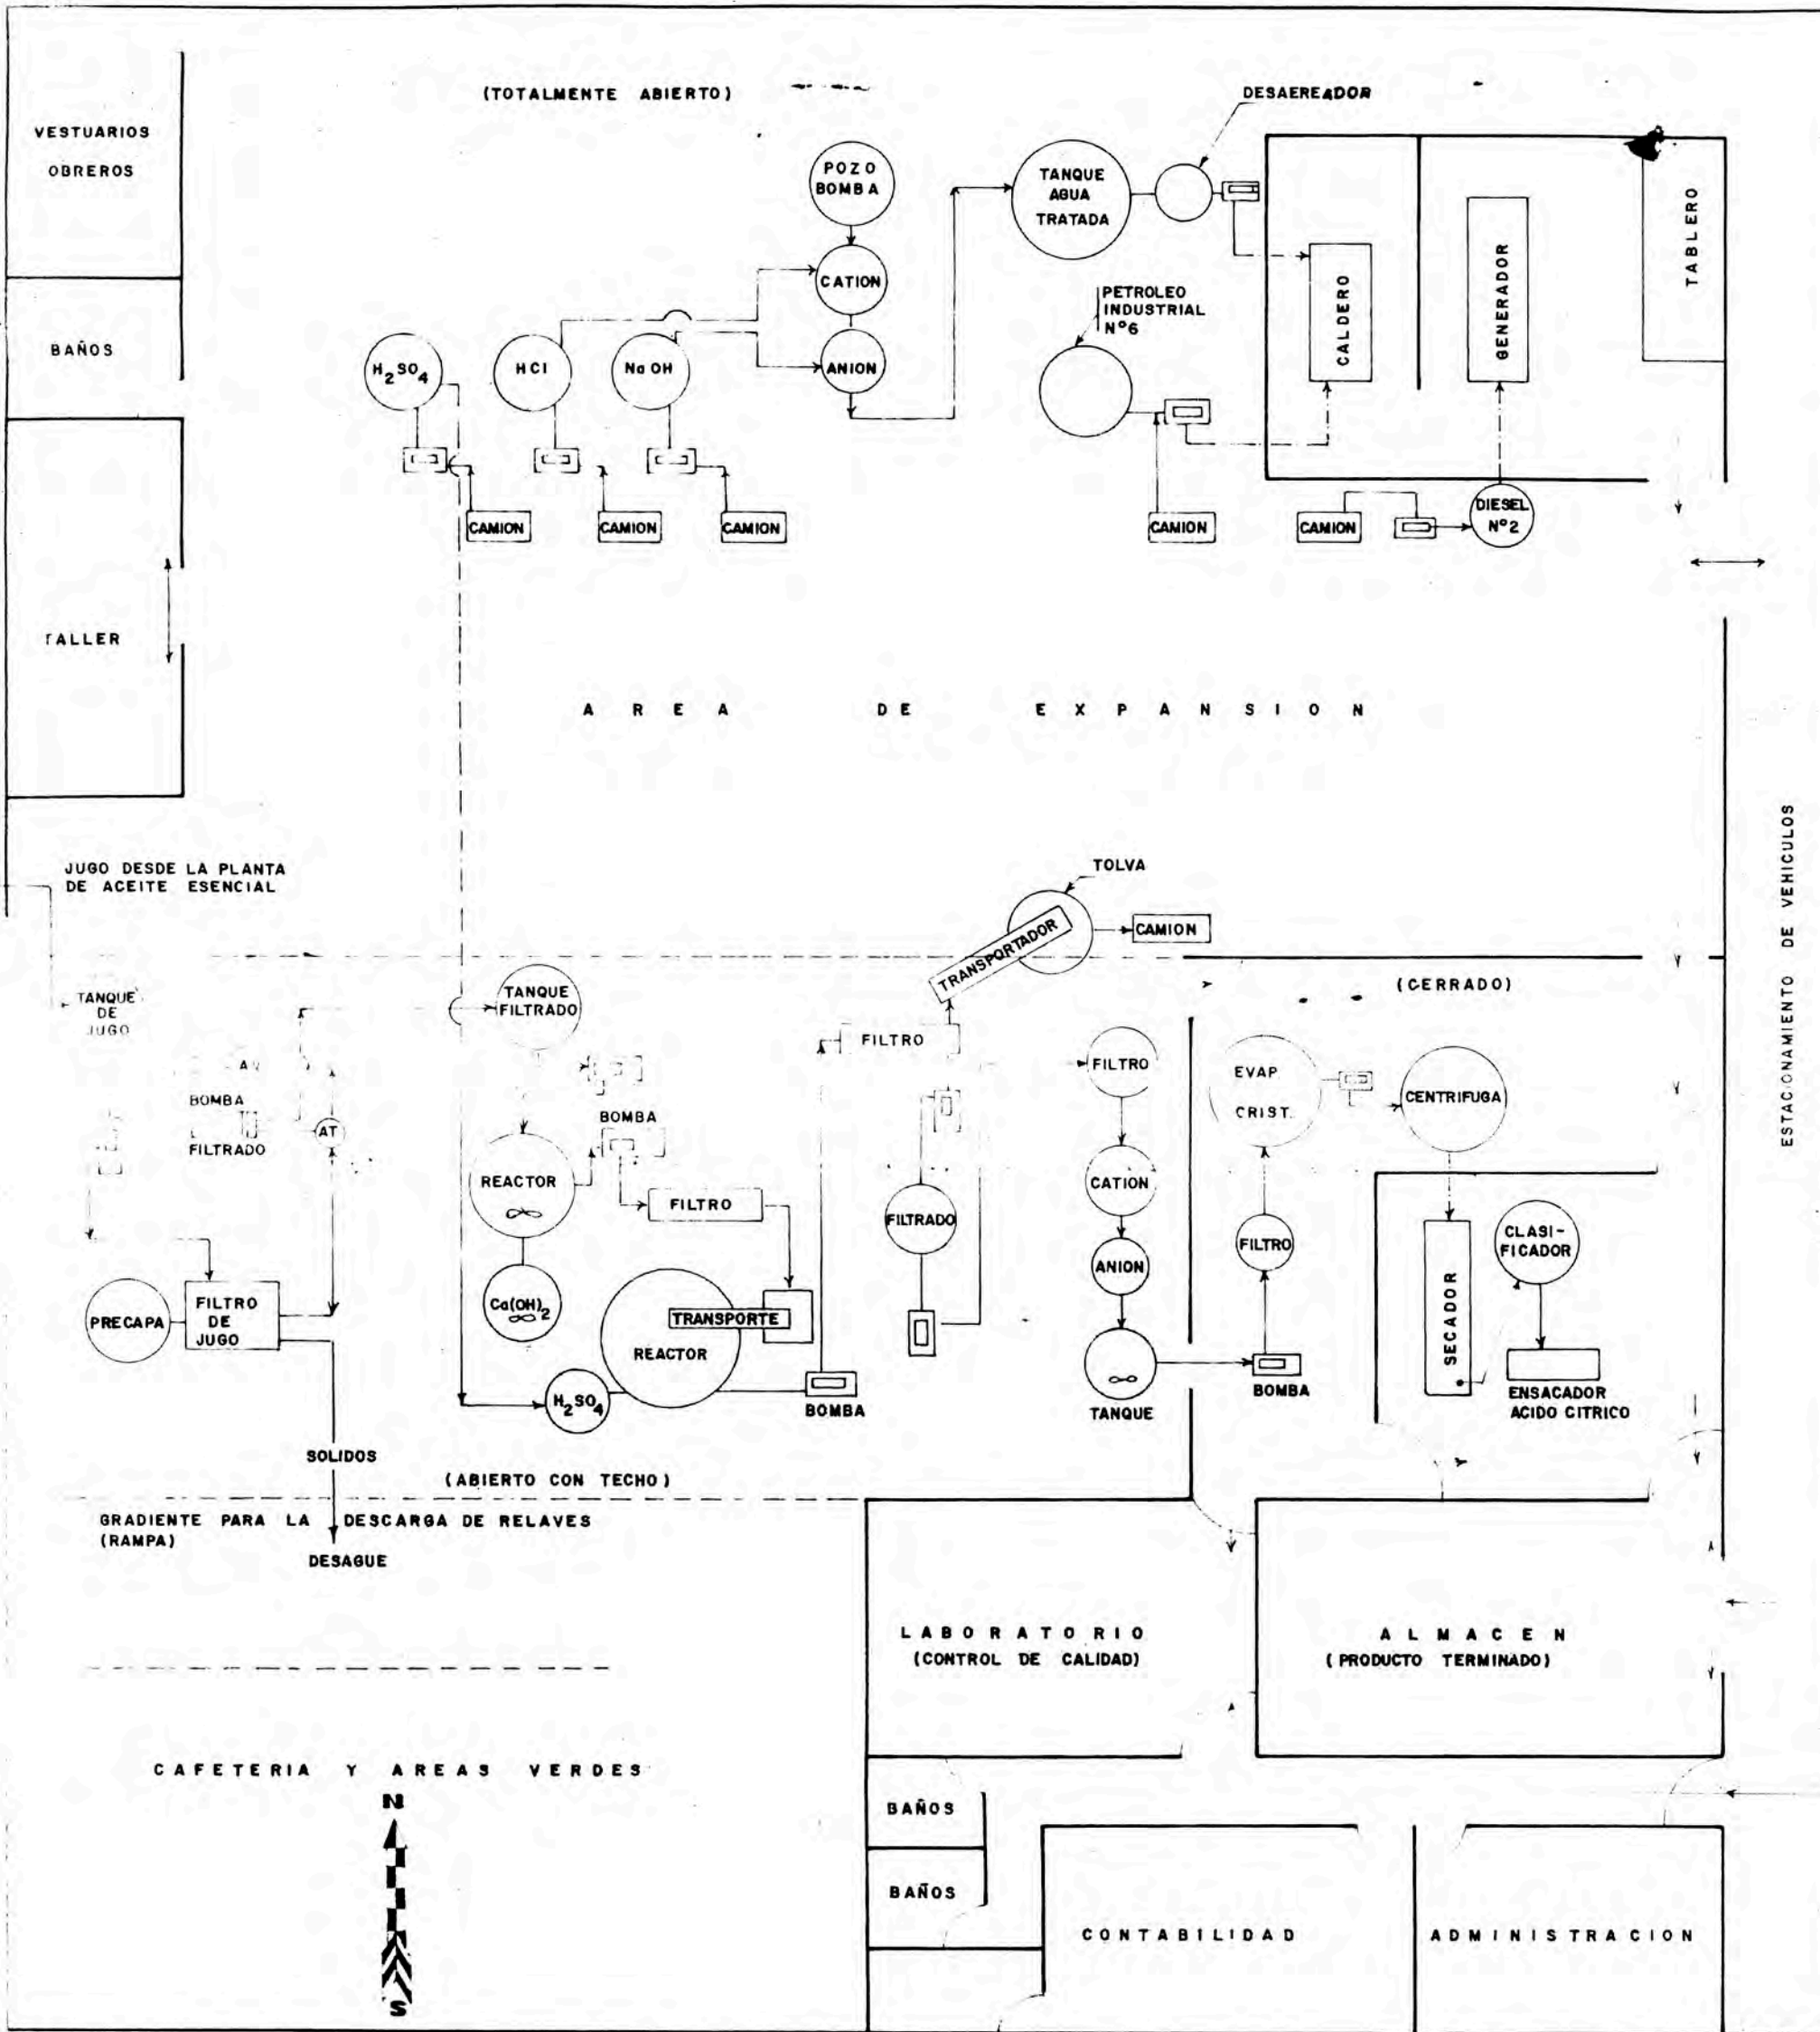 (TOTALMENTE ABIERTO)
DESAEREADOR
VESTUARIOS
OBREROS
POZO
BOMBA
TANQUE
AGUA
TRATADA
TABLERO
CATION
PETROLEO
INDUSTRIAL
Nº6
CALDERO
GENERADOR
BAÑOS
H2SO4
HCl
NaOH
ANION
CAMION
CAMION
CAMION
CAMION
CAMION
DIESEL
Nº2
TALLER
AREA DE EXPANSION
ESTACIONAMIENTO DE VEHICULOS
JUGO DESDE LA PLANTA
DE ACEITE ESENCIAL
TOLVA
TRANSPORTADOR
CAMION
(CERRADO)
TANQUE
DE
JUGO
TANQUE
FILTRADO
FILTRO
FILTRO
EVAP.
CRIST.
CENTRIFUGA
BOMBA
FILTRADO
AT
BOMBA
REACTOR
FILTRO
CATION
FILTRADO
FILTRO
CLASI-
FICADOR
ANION
SECADOR
PRECAPA
FILTRO
DE
JUGO
Ca(OH)2
TRANSPORTE
REACTOR
H2SO4
BOMBA
TANQUE
BOMBA
ENSACADOR
ACIDO CITRICO
SOLIDOS
(ABIERTO CON TECHO)
GRADIENTE PARA LA DESCARGA DE RELAVES
(RAMPA)
DESAGUE
LABORATORIO
(CONTROL DE CALIDAD)
ALMACEN
(PRODUCTO TERMINADO)
CAFETERIA Y AREAS VERDES
N
S
BAÑOS
BAÑOS
CONTABILIDAD
ADMINISTRACION